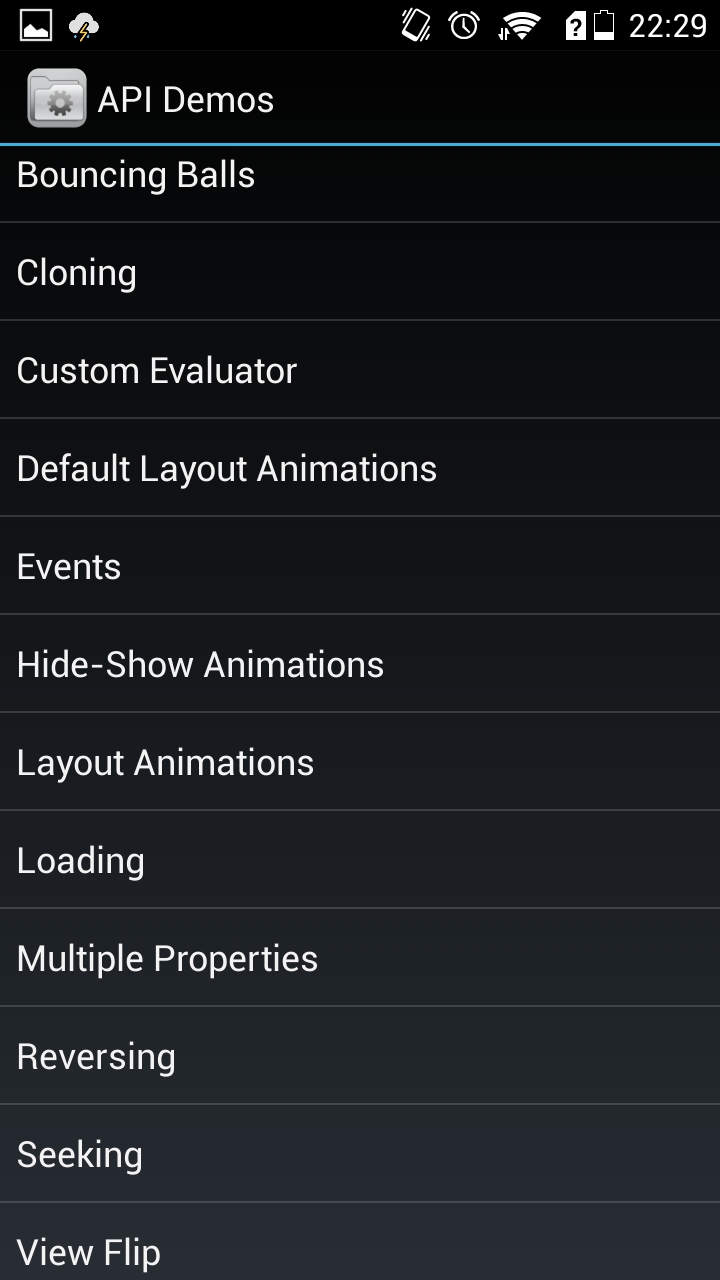 22:29
API Demos
Bouncing Balls
Cloning
Custom Evaluator
Default Layout Animations
Events
Hide-Show Animations
Layout Animations
Loading
Multiple Properties
Reversing
Seeking
View Flip